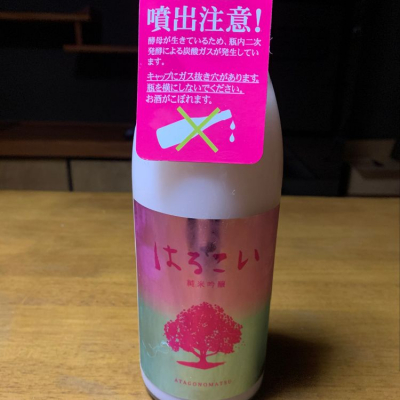 噴出注意!
酵母が生きているため、瓶内二次
発酵による炭酸ガスが発生してい
ます。
キャップにガス抜き穴があります。
瓶を横にしないでください。
お酒がこぼれます。
はるこい
純米吟醸
ATAGONOMATSU